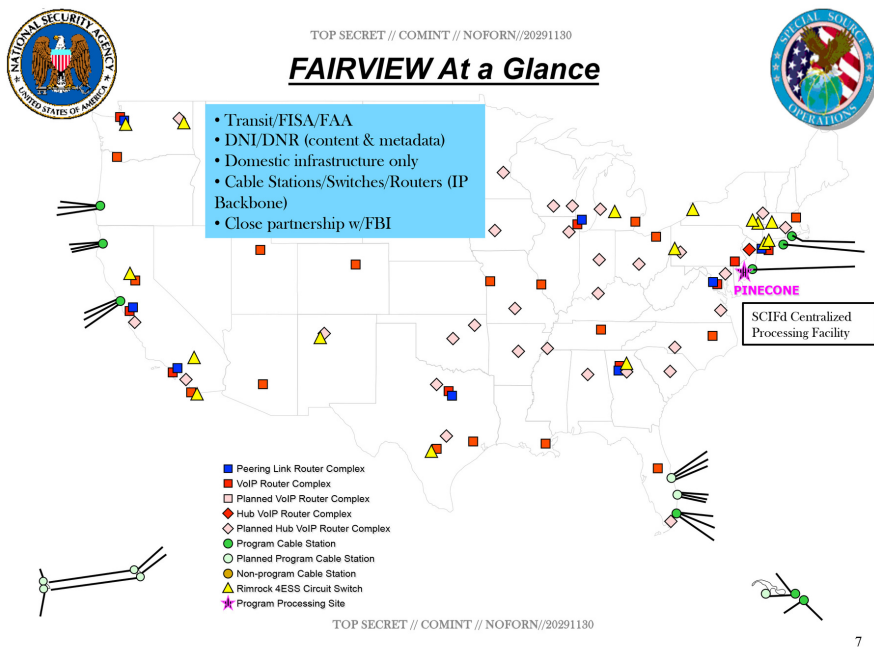 NATIONAL SECURITY AGENCY
UNITED STATES OF AMERICA
TOP SECRET // COMINT // NOFORN//20291130
SPECIAL SOURCE
OPERATIONS
FAIRVIEW At a Glance
• Transit/FISA/FAA
• DNI/DNR (content & metadata)
• Domestic infrastructure only
• Cable Stations/Switches/Routers (IP
Backbone)
• Close partnership w/FBI
PINECONE
SCIFd Centralized
Processing Facility
Peering Link Router Complex
VoIP Router Complex
Planned VoIP Router Complex
Hub VoIP Router Complex
Planned Hub VoIP Router Complex
Program Cable Station
Planned Program Cable Station
Non-program Cable Station
Rimrock 4ESS Circuit Switch
Program Processing Site
TOP SECRET // COMINT // NOFORN//20291130
7